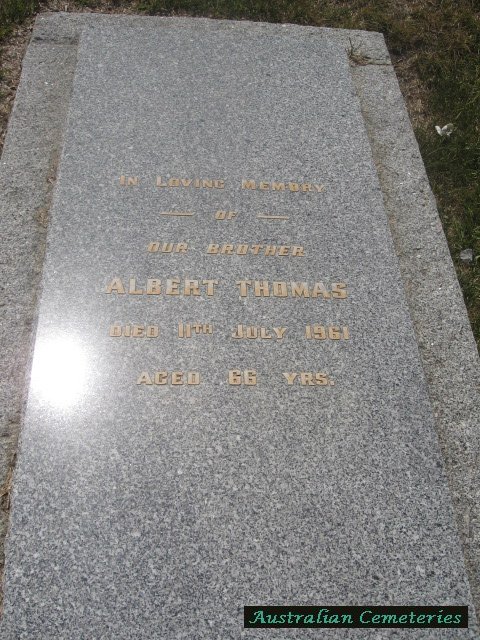 In Loving Memory
— of —
Our Brother
Albert Thomas
Died 11th July 1961
Aged 66 Yrs.
Australian Cemeteries